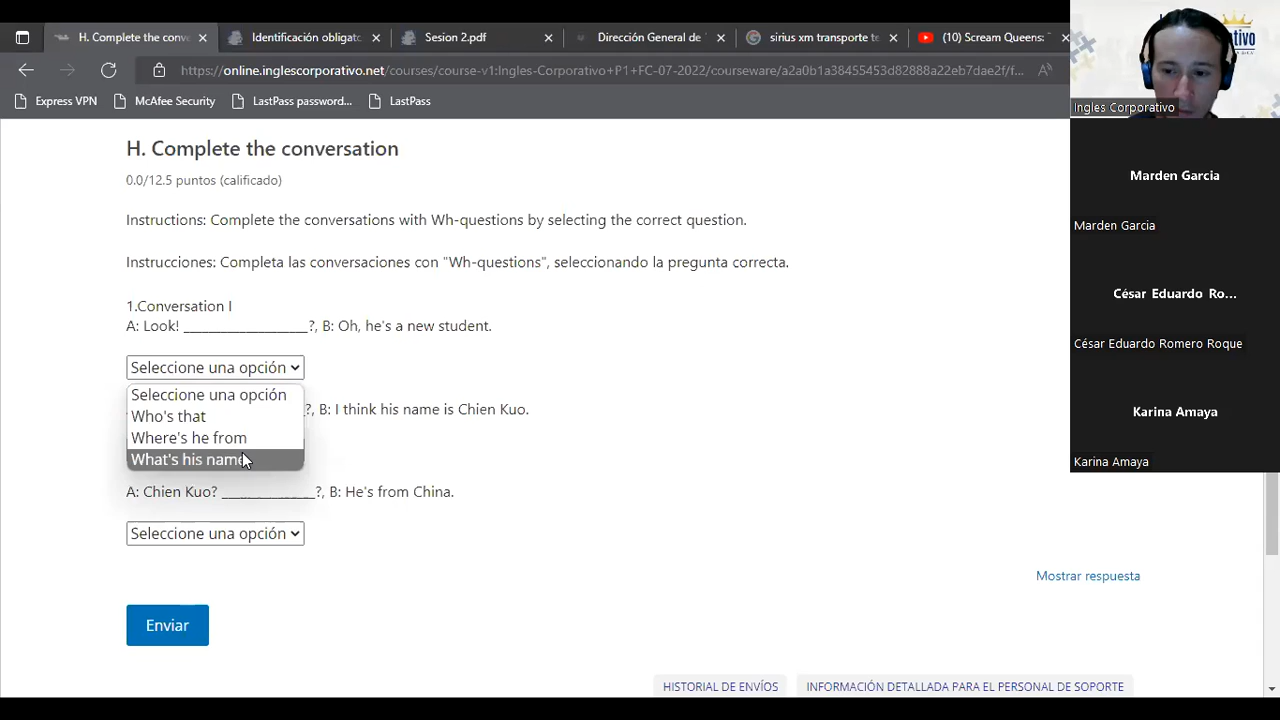 H. Complete the conve
Identificación obligato
Sesion 2.pdf
Dirección General de
sirius xm transporte te
(10) Scream Queens:
https://online.inglescorporativo.net/courses/course-v1:Ingles-Corporativo+P1+FC-07-2022/courseware/a2a0b1a38455453d82888a22eb7dae2f/f...
Express VPN
McAfee Security
LastPass password...
LastPass
H. Complete the conversation
0.0/12.5 puntos (calificado)
Instructions: Complete the conversations with Wh-questions by selecting the correct question.
Instrucciones: Completa las conversaciones con "Wh-questions", seleccionando la pregunta correcta.
1.Conversation I
A: Look! ___________________?, B: Oh, he's a new student.
Seleccione una opción
Seleccione una opción
Who's that
Where's he from
What's his name
?, B: I think his name is Chien Kuo.
A: Chien Kuo? ______________?, B: He's from China.
Seleccione una opción
Mostrar respuesta
Enviar
HISTORIAL DE ENVÍOS
INFORMACIÓN DETALLADA PARA EL PERSONAL DE SOPORTE
Ingles Corporativo
Marden Garcia
Marden Garcia
César Eduardo Ro...
César Eduardo Romero Roque
Karina Amaya
Karina Amaya